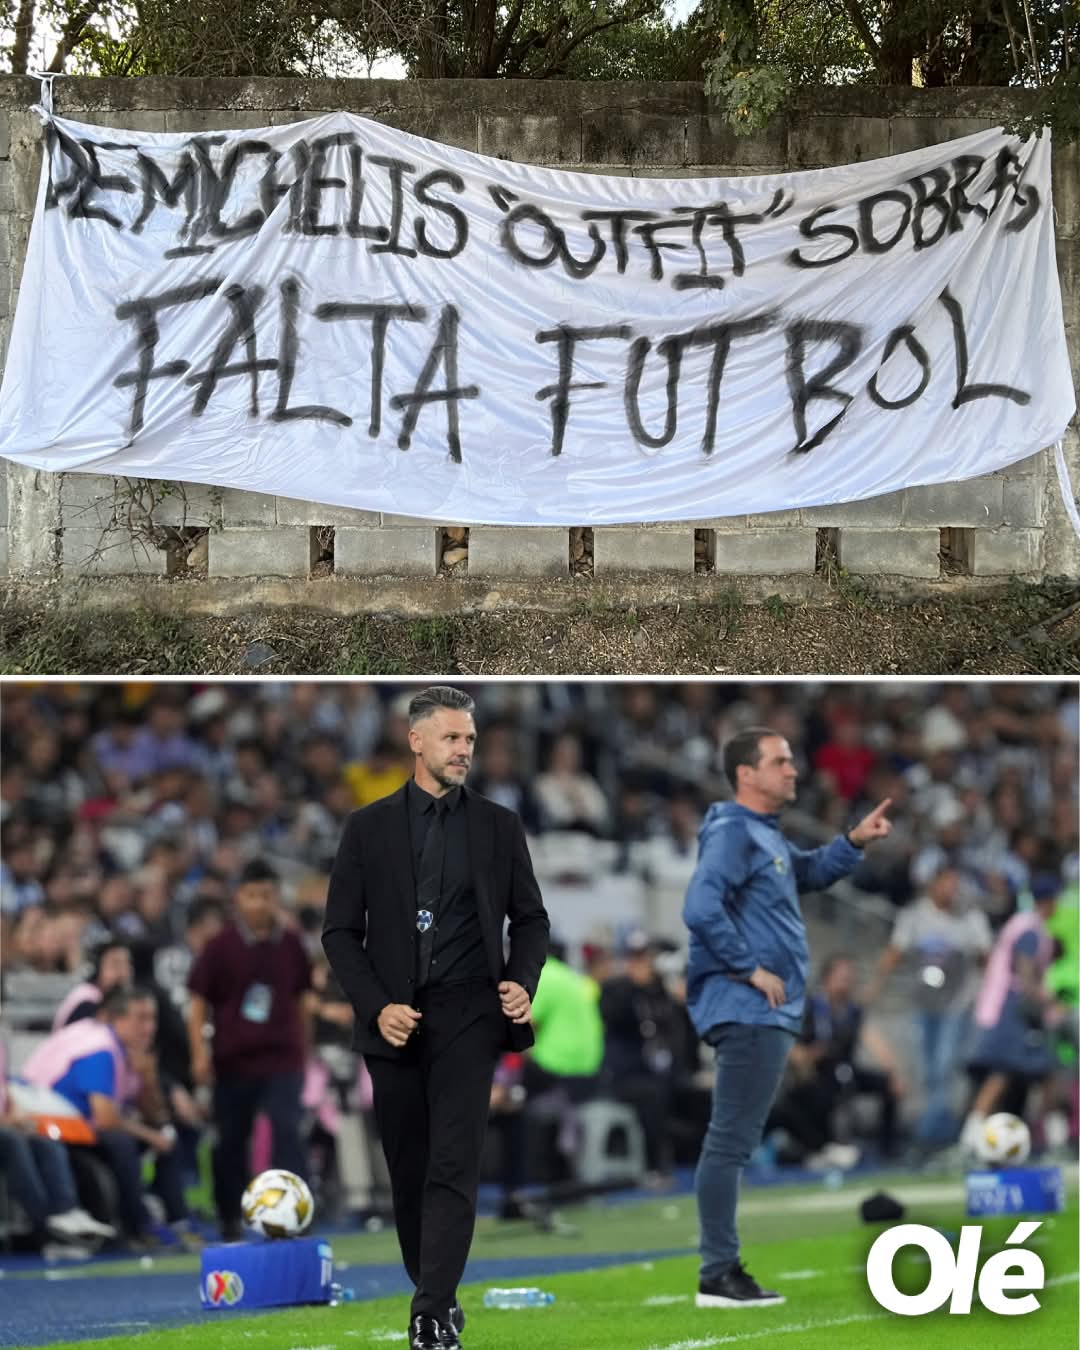 DEMICHELIS "OUTFIT" SOBRA,
FALTA FUTBOL
Olé